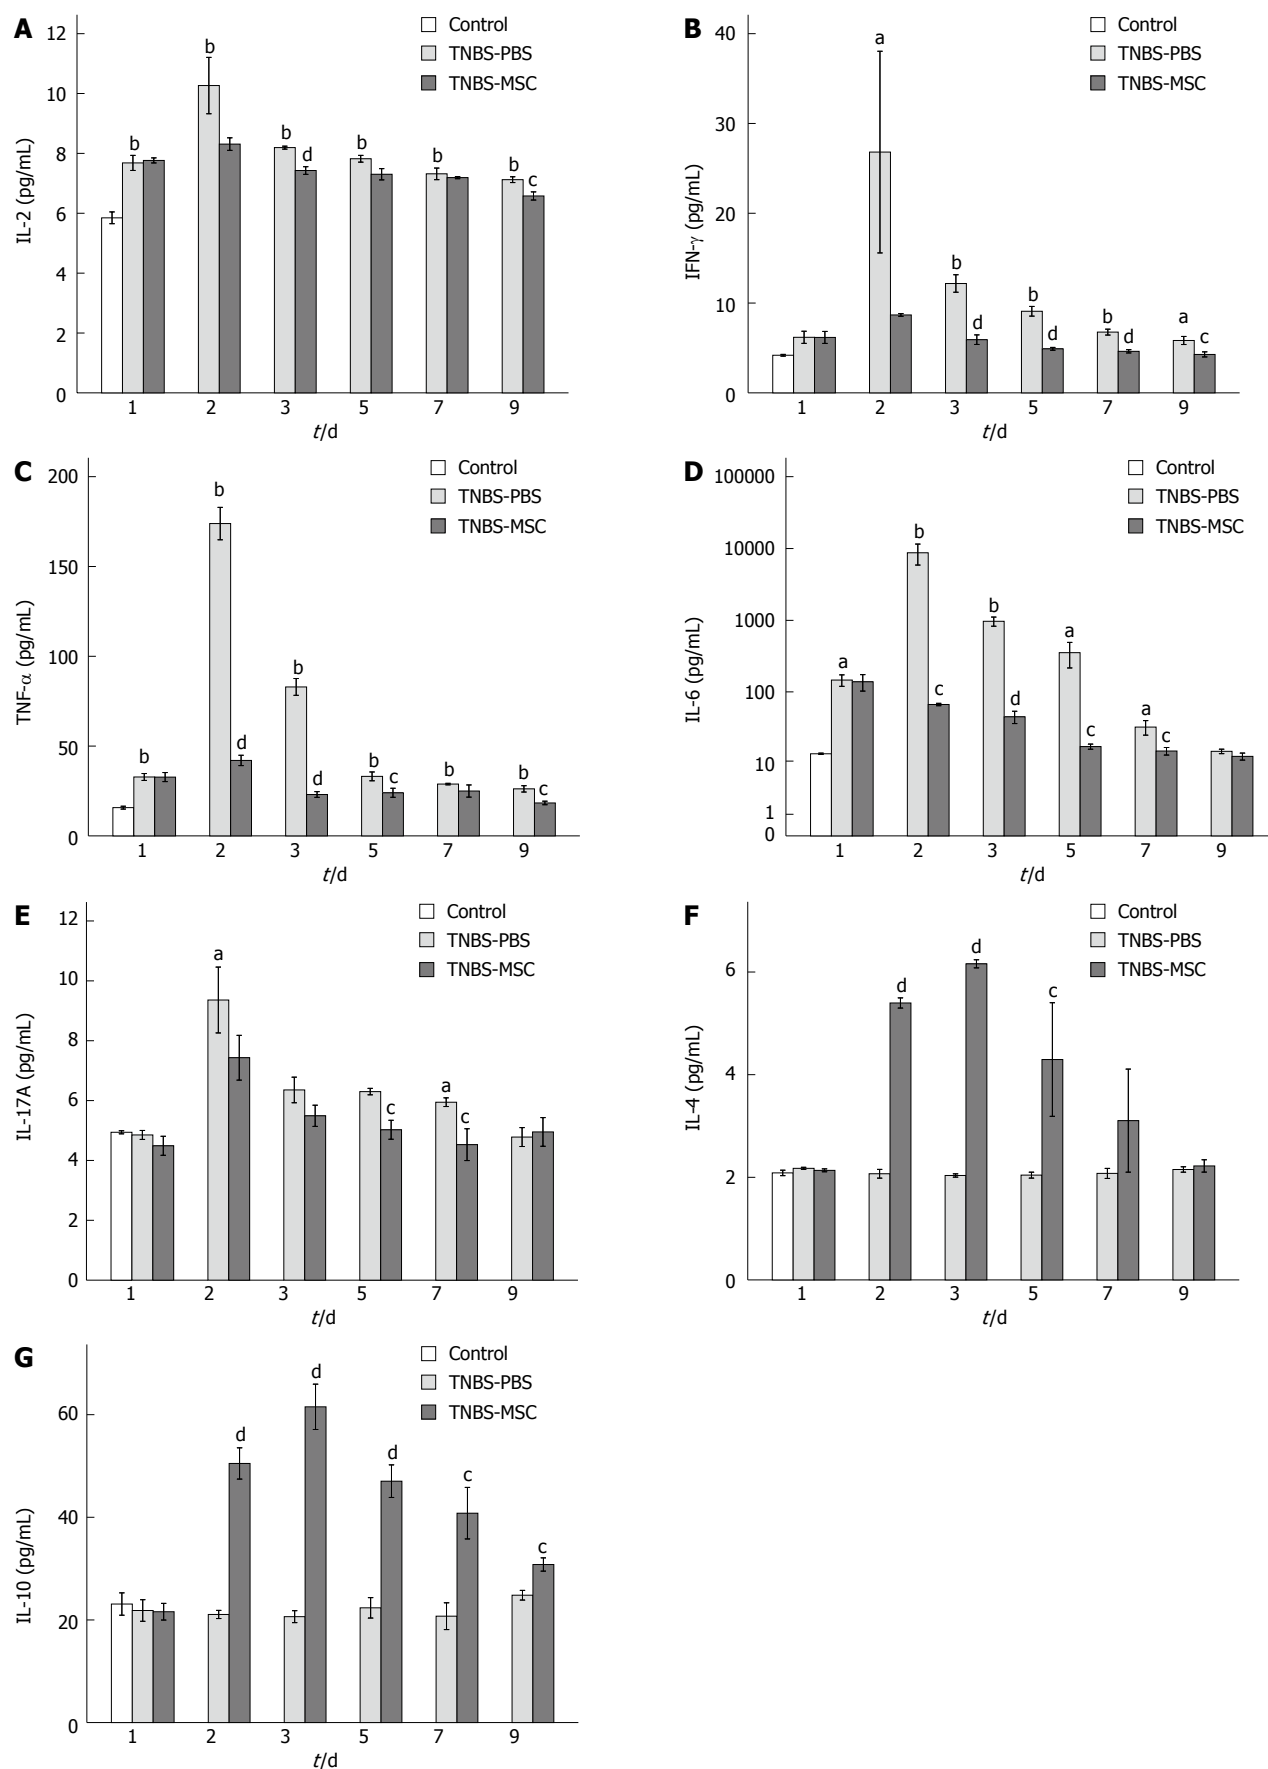 A
IL-2 (pg/mL)
12
10
8
6
4
2
0
Control
TNBS-PBS
TNBS-MSC
b
b
b
d
b
b
b
c
1 2 3 5 7 9
t/d
B
IFN-γ (pg/mL)
40
30
20
10
0
Control
TNBS-PBS
TNBS-MSC
a
b
d
b
d
b
d
a
c
1 2 3 5 7 9
t/d
C
TNF-α (pg/mL)
200
150
100
50
0
Control
TNBS-PBS
TNBS-MSC
b
b
d
b
d
b
c
b
b
c
1 2 3 5 7 9
t/d
D
IL-6 (pg/mL)
100000
10000
1000
100
10
1
0
Control
TNBS-PBS
TNBS-MSC
a
b
c
b
d
a
c
a
c
1 2 3 5 7 9
t/d
E
IL-17A (pg/mL)
12
10
8
6
4
2
0
Control
TNBS-PBS
TNBS-MSC
a
c
a
c
1 2 3 5 7 9
t/d
F
IL-4 (pg/mL)
6
4
2
0
Control
TNBS-PBS
TNBS-MSC
d
d
c
1 2 3 5 7 9
t/d
G
IL-10 (pg/mL)
60
40
20
0
Control
TNBS-PBS
TNBS-MSC
d
d
d
c
c
1 2 3 5 7 9
t/d